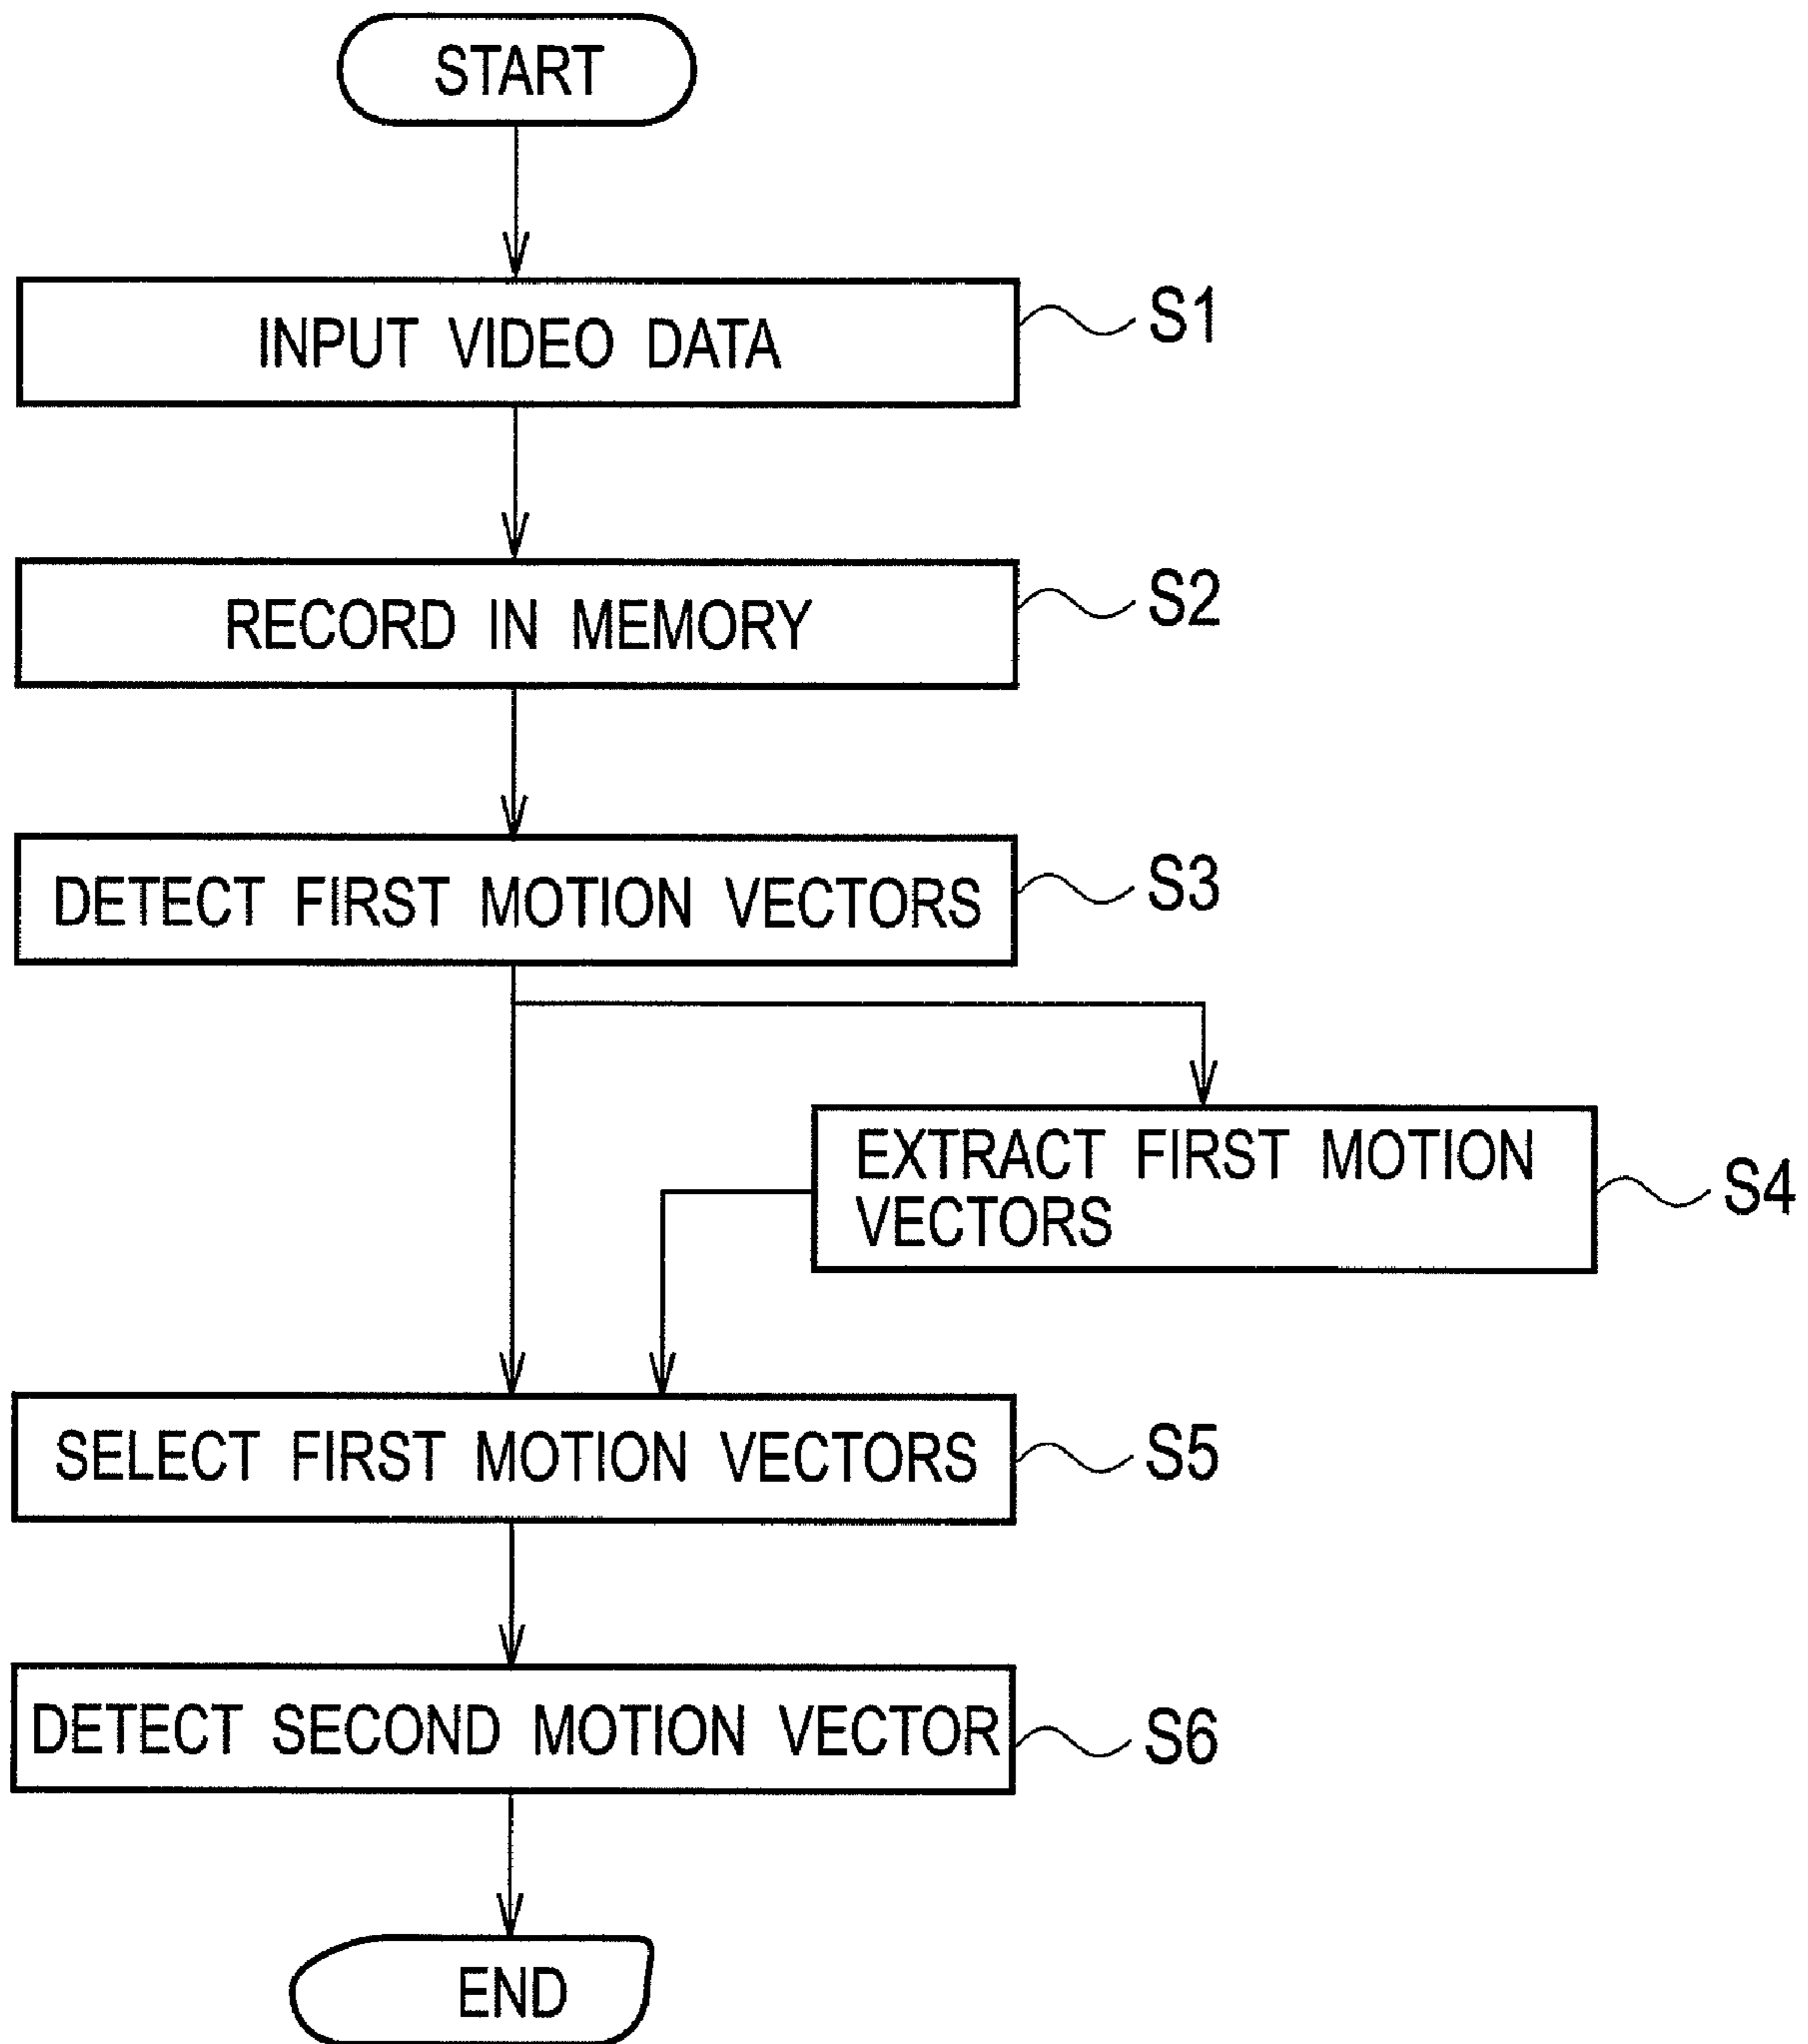 START
INPUT VIDEO DATA
S1
RECORD IN MEMORY
S2
DETECT FIRST MOTION VECTORS
S3
EXTRACT FIRST MOTION
VECTORS
S4
SELECT FIRST MOTION VECTORS
S5
DETECT SECOND MOTION VECTOR
S6
END